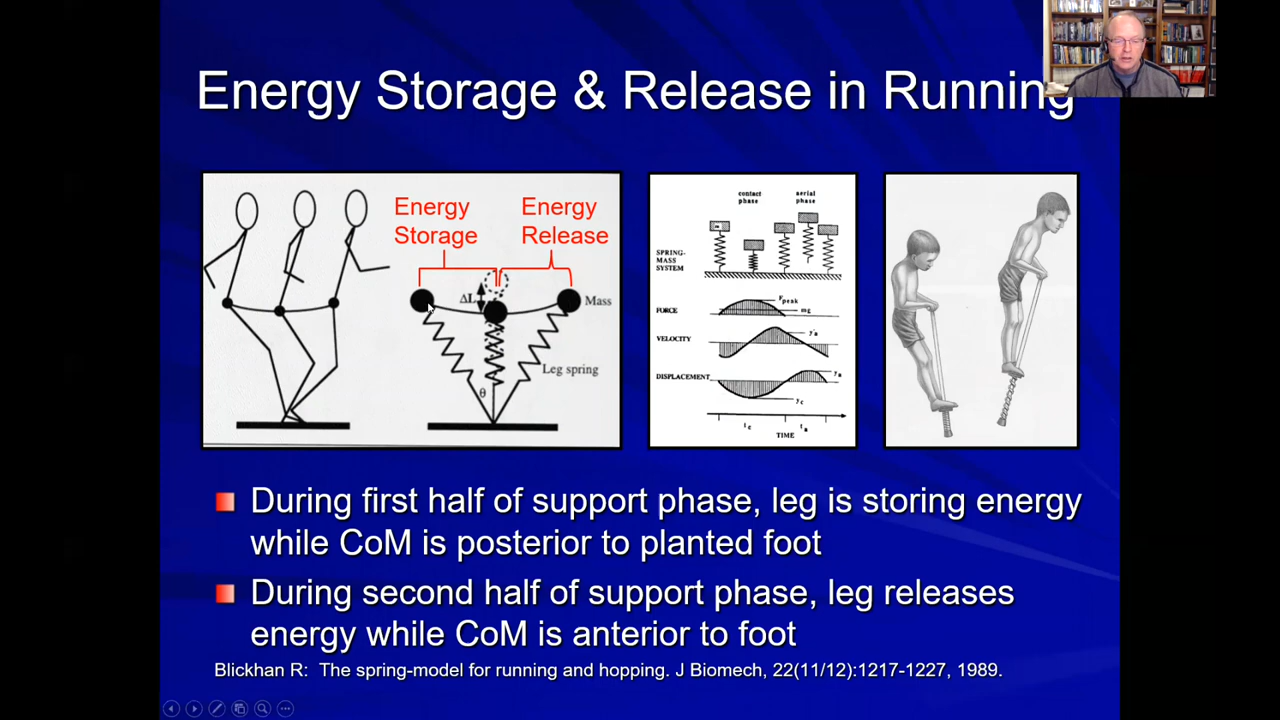 Energy Storage & Release in Running
Energy
Storage
Energy
Release
ΔL
Mass
Leg spring
θ
contact
phase
aerial
phase
m
SPRING-
MASS
SYSTEM
FORCE
F peak
mg
VELOCITY
DISPLACEMENT
y c
t c
t a
TIME
During first half of support phase, leg is storing energy
while CoM is posterior to planted foot
During second half of support phase, leg releases
energy while CoM is anterior to foot
Blickhan R: The spring-model for running and hopping. J Biomech, 22(11/12):1217-1227, 1989.